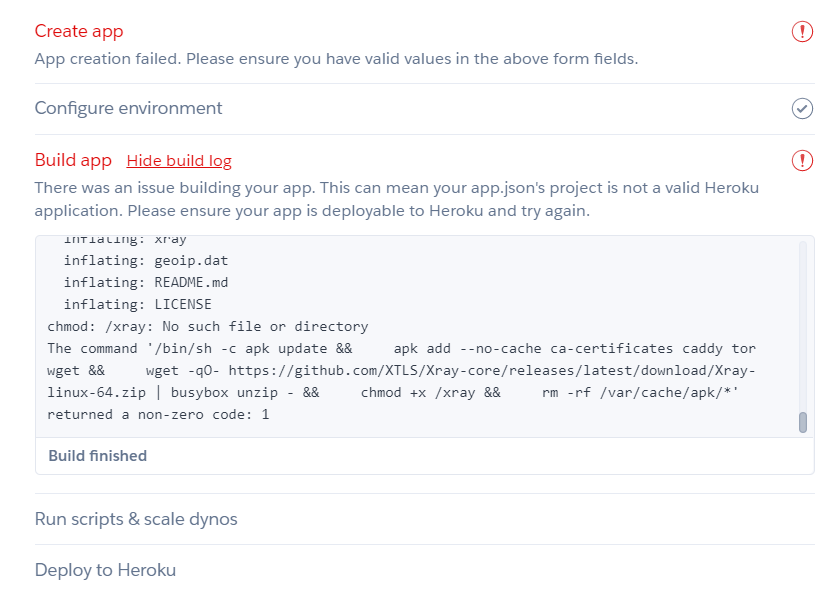 Create app
App creation failed. Please ensure you have valid values in the above form fields.
Configure environment
Build app Hide build log
There was an issue building your app. This can mean your app.json's project is not a valid Heroku
application. Please ensure your app is deployable to Heroku and try again.
inflating: xray
inflating: geoip.dat
inflating: README.md
inflating: LICENSE
chmod: /xray: No such file or directory
The command '/bin/sh -c apk update &&     apk add --no-cache ca-certificates caddy tor
wget &&     wget -qO- https://github.com/XTLS/Xray-core/releases/latest/download/Xray-
linux-64.zip | busybox unzip - &&     chmod +x /xray &&     rm -rf /var/cache/apk/*'
returned a non-zero code: 1
Build finished
Run scripts & scale dynos
Deploy to Heroku